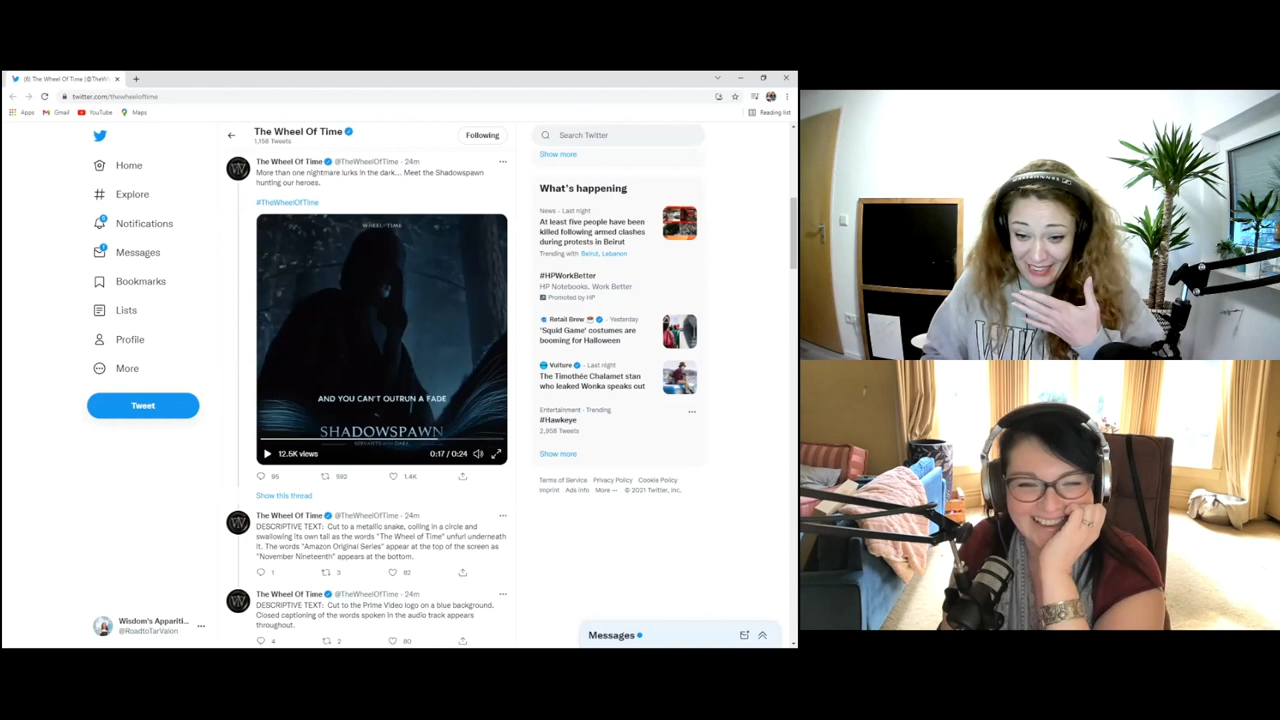 (6) The Wheel Of Time (@TheW
twitter.com/thewheeloftime
Apps
Gmail
YouTube
Maps
Reading list
The Wheel Of Time
1,158 Tweets
Following
Home
Explore
Notifications
Messages
Bookmarks
Lists
Profile
More
Tweet
Wisdom's Appariti...
@RoadtoTarValon
The Wheel Of Time @TheWheelOfTime · 24m
More than one nightmare lurks in the dark... Meet the Shadowspawn
hunting our heroes.
#TheWheelOfTime
WHEEL OF TIME
AND YOU CAN'T OUTRUN A FADE
SHADOWSPAWN
12.5K views
0:17 / 0:24
95
592
1.4K
Show this thread
The Wheel Of Time @TheWheelOfTime · 24m
DESCRIPTIVE TEXT: Cut to a metallic snake, coiling in a circle and
swallowing its own tail as the words "The Wheel of Time" unfurl underneath
it. The words "Amazon Original Series" appear at the top of the screen as
"November Nineteenth" appears at the bottom.
1
3
82
The Wheel Of Time @TheWheelOfTime · 24m
DESCRIPTIVE TEXT: Cut to the Prime Video logo on a blue background.
Closed captioning of the words spoken in the audio track appears
throughout.
4
2
80
Search Twitter
Show more
What's happening
News · Last night
At least five people have been
killed following armed clashes
during protests in Beirut
Trending with Beirut, Lebanon
#HPWorkBetter
HP Notebooks. Work Better
Promoted by HP
Retail Brew · Yesterday
'Squid Game' costumes are
booming for Halloween
Vulture · Last night
The Timothée Chalamet stan
who leaked Wonka speaks out
Entertainment · Trending
#Hawkeye
2,956 Tweets
Show more
Terms of Service Privacy Policy Cookie Policy
Imprint Ads info More ··· © 2021 Twitter, Inc.
Messages